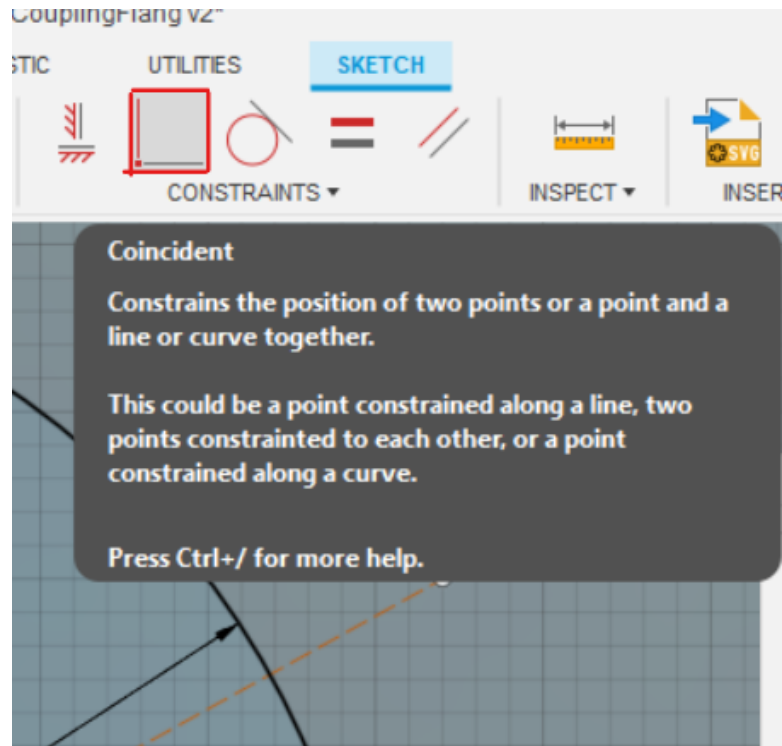 CouplingFlang v2*
STIC UTILITIES SKETCH
CONSTRAINTS ▾ INSPECT ▾ INSER
SVG
Coincident
Constrains the position of two points or a point and a
line or curve together.
This could be a point constrained along a line, two
points constrainted to each other, or a point
constrained along a curve.
Press Ctrl+/ for more help.